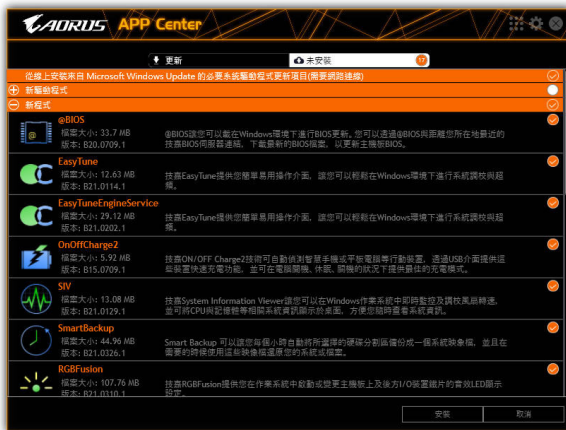 AORUS APP Center
更新
未安裝 17
從線上安裝來自 Microsoft Windows Update 的必要系統驅動程式更新項目(需要網路連線)
新驅動程式
新程式
@BIOS
檔案大小: 33.7 MB
版本: B20.0709.1
@BIOS讓您可以載在Windows環境下進行BIOS更新。您可以透過@BIOS與距離您所在地最近的
技嘉BIOS伺服器連結，下載最新的BIOS檔案，以更新主機板BIOS。
EasyTune
檔案大小: 12.63 MB
版本: B21.0114.1
技嘉EasyTune提供您簡單易用操作介面，讓您可以輕鬆在Windows環境下進行系統調校與超
頻。
EasyTuneEngineService
檔案大小: 29.12 MB
版本: B21.0202.1
技嘉EasyTune提供您簡單易用操作介面，讓您可以輕鬆在Windows環境下進行系統調校與超
頻。
OnOffCharge2
檔案大小: 5.92 MB
版本: B15.0709.1
技嘉ON/OFF Charge2技術可自動偵測智慧手機或平板電腦等行動裝置，透過USB介面提供這
些裝置快速充電功能，並可在電腦開機、休眠、關機的狀況下提供最佳的充電模式。
SIV
檔案大小: 13.08 MB
版本: B21.0129.1
技嘉System Information Viewer讓您可以在Windows作業系統中即時監控及調校風扇轉速，
並可將CPU與記憶體等相關系統資訊顯示於桌面，方便您隨時查看系統資訊。
SmartBackup
檔案大小: 44.96 MB
版本: B21.0326.1
Smart Backup 可以讓您每個小時自動將所選擇的硬碟分割區備份成一個系統映象檔，並且在
需要的時候使用這些映像檔還原您的系統或檔案。
RGBFusion
檔案大小: 107.76 MB
版本: B21.0310.1
技嘉RGBFusion提供您在作業系統中啟動或變更主機板上及後方I/O裝置鐵片的音效LED顯示
設定。
安裝
取消